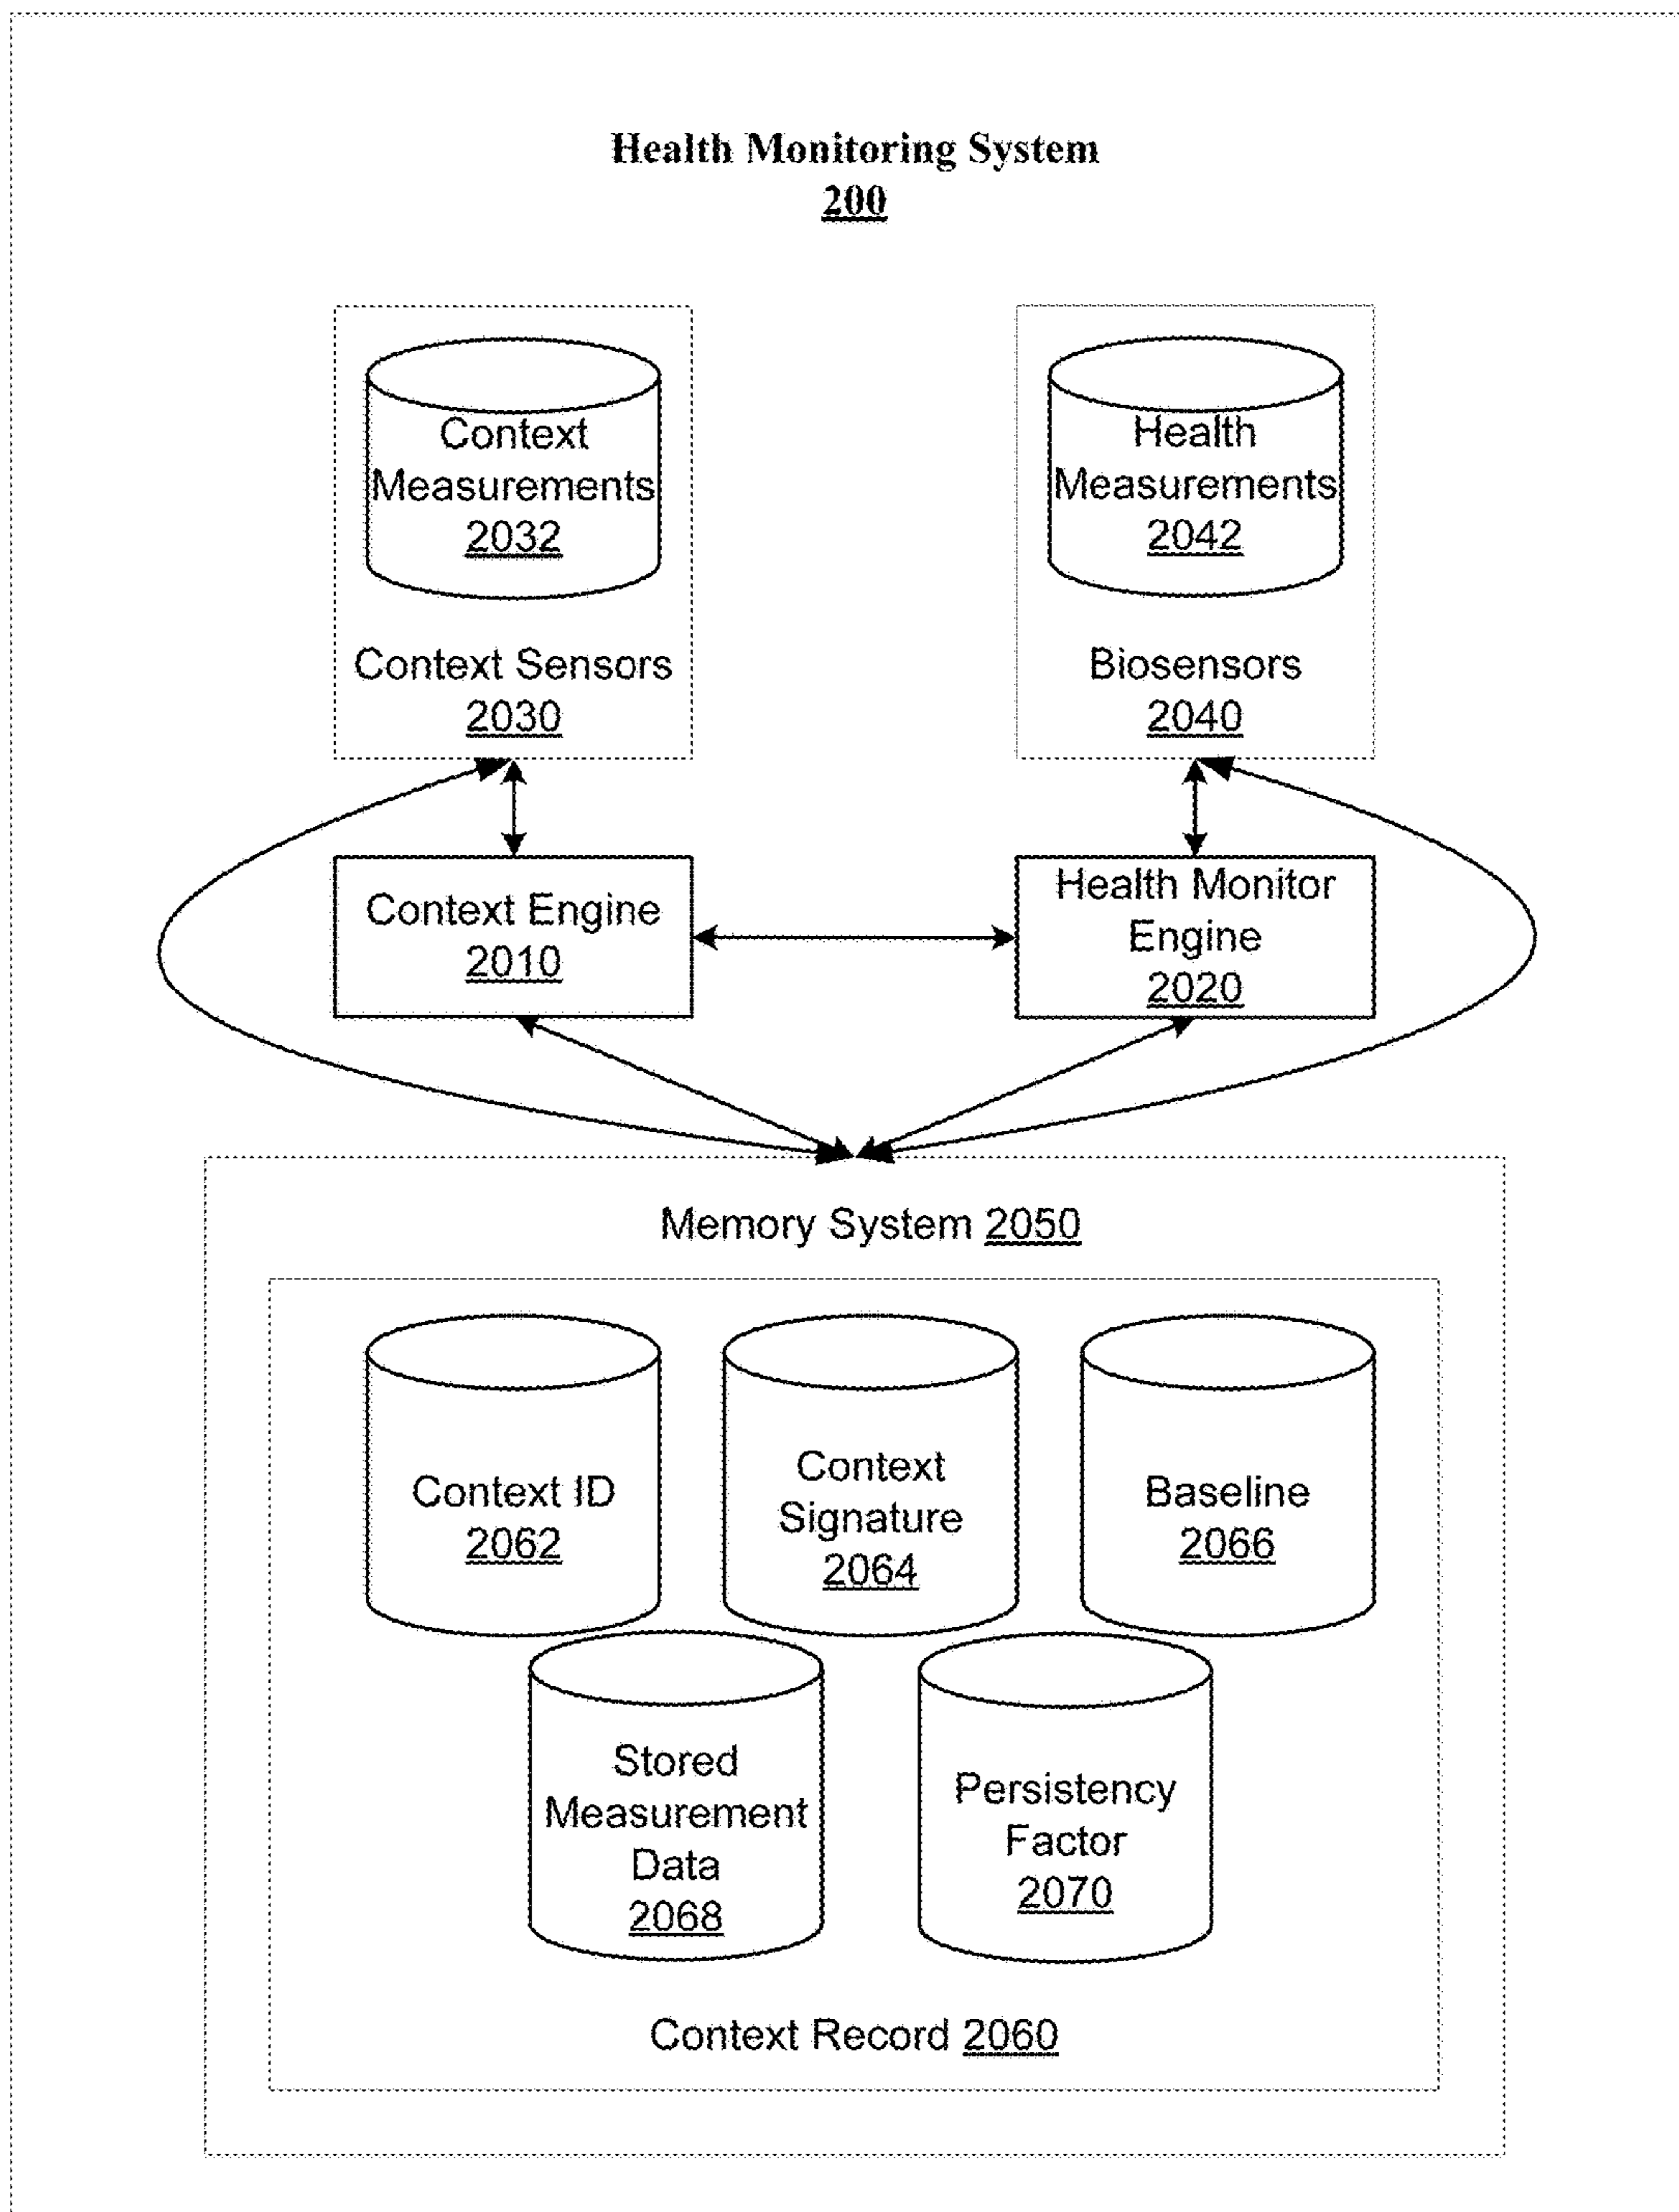 Health Monitoring System
200
Context
Measurements
2032
Context Sensors
2030
Health
Measurements
2042
Biosensors
2040
Context Engine
2010
Health Monitor
Engine
2020
Memory System 2050
Context ID
2062
Context
Signature
2064
Baseline
2066
Stored
Measurement
Data
2068
Persistency
Factor
2070
Context Record 2060